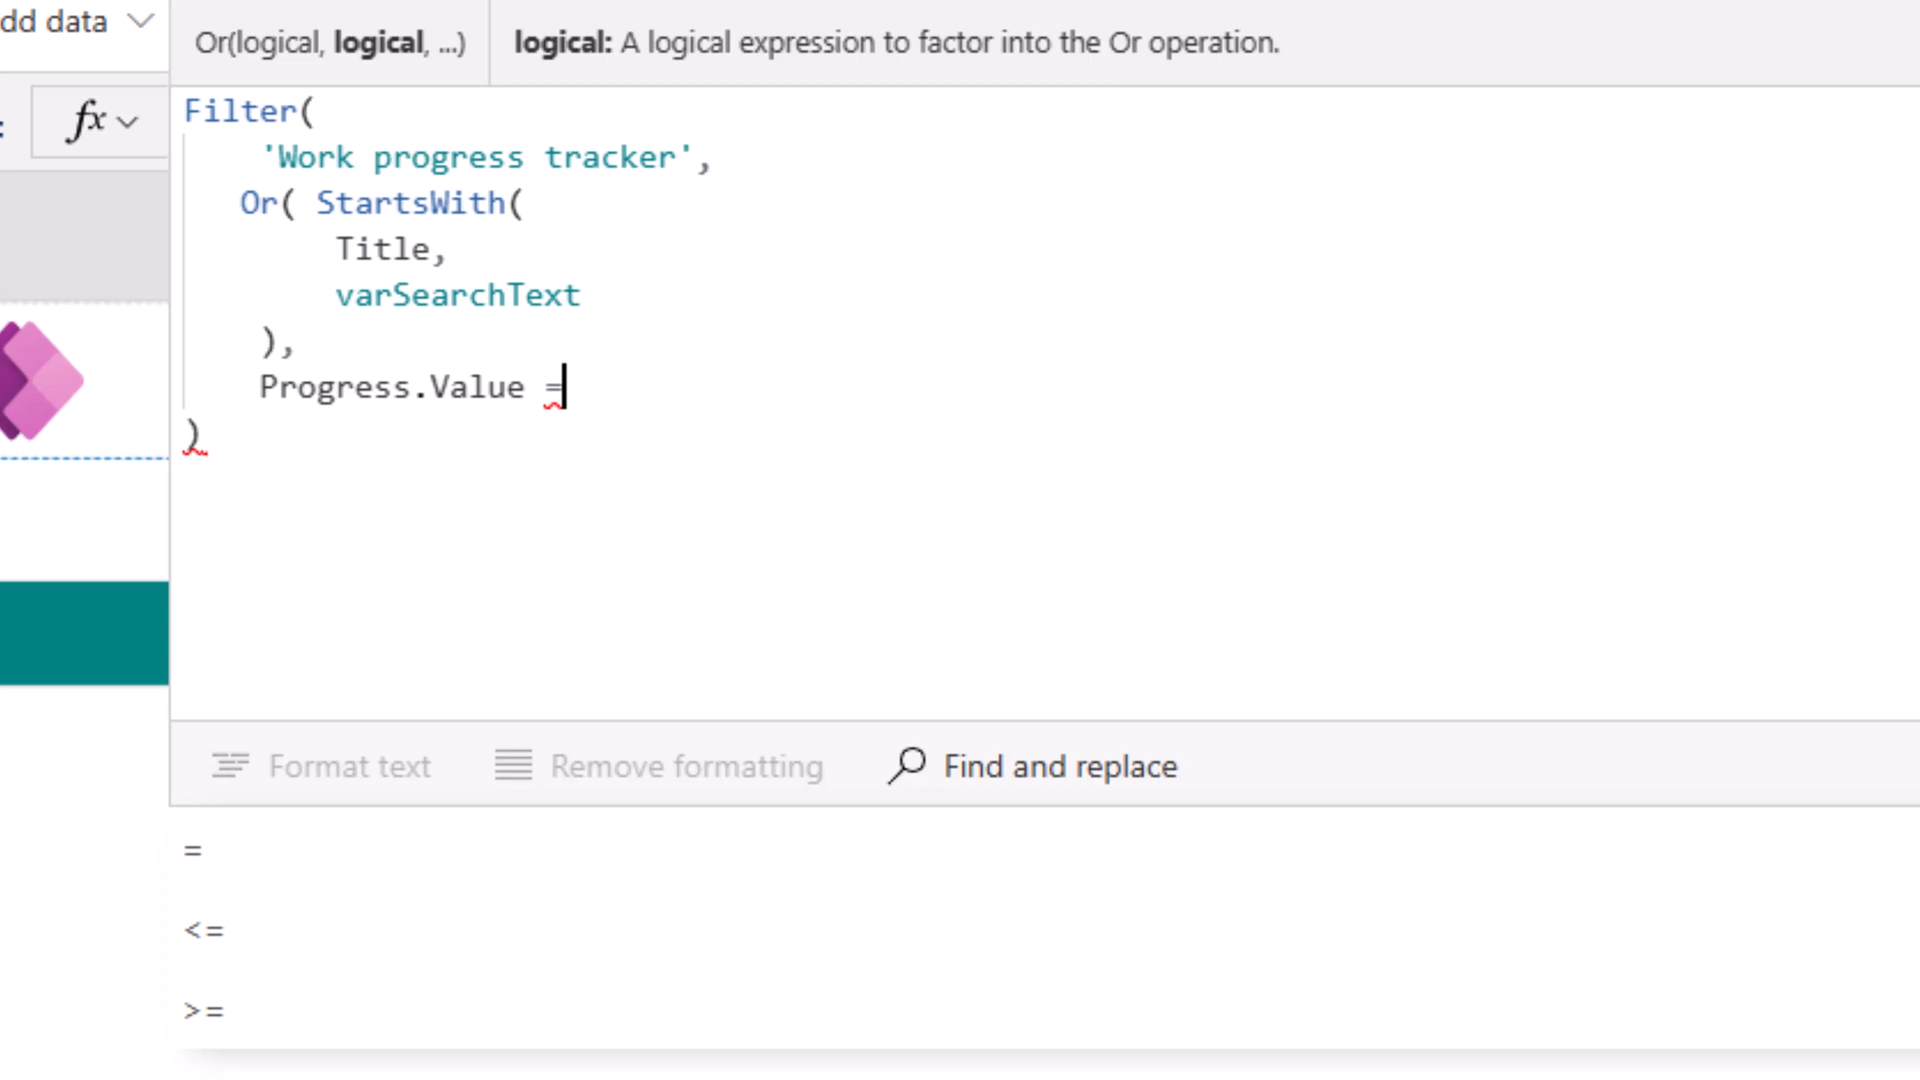 dd data
Or(logical, logical, ...) logical: A logical expression to factor into the Or operation.
fx
Filter(
'Work progress tracker',
Or( StartsWith(
Title,
varSearchText
),
Progress.Value =
)
Format text Remove formatting Find and replace
=
<=
>=